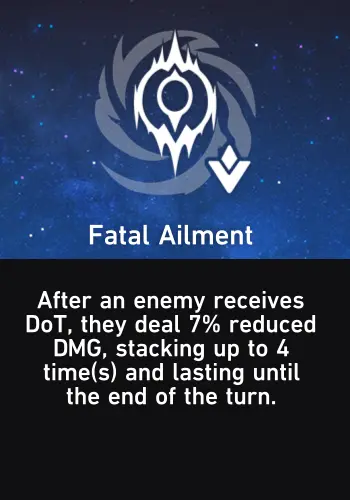 Fatal Ailment
After an enemy receives
DoT, they deal 7% reduced
DMG, stacking up to 4
time(s) and lasting until
the end of the turn.